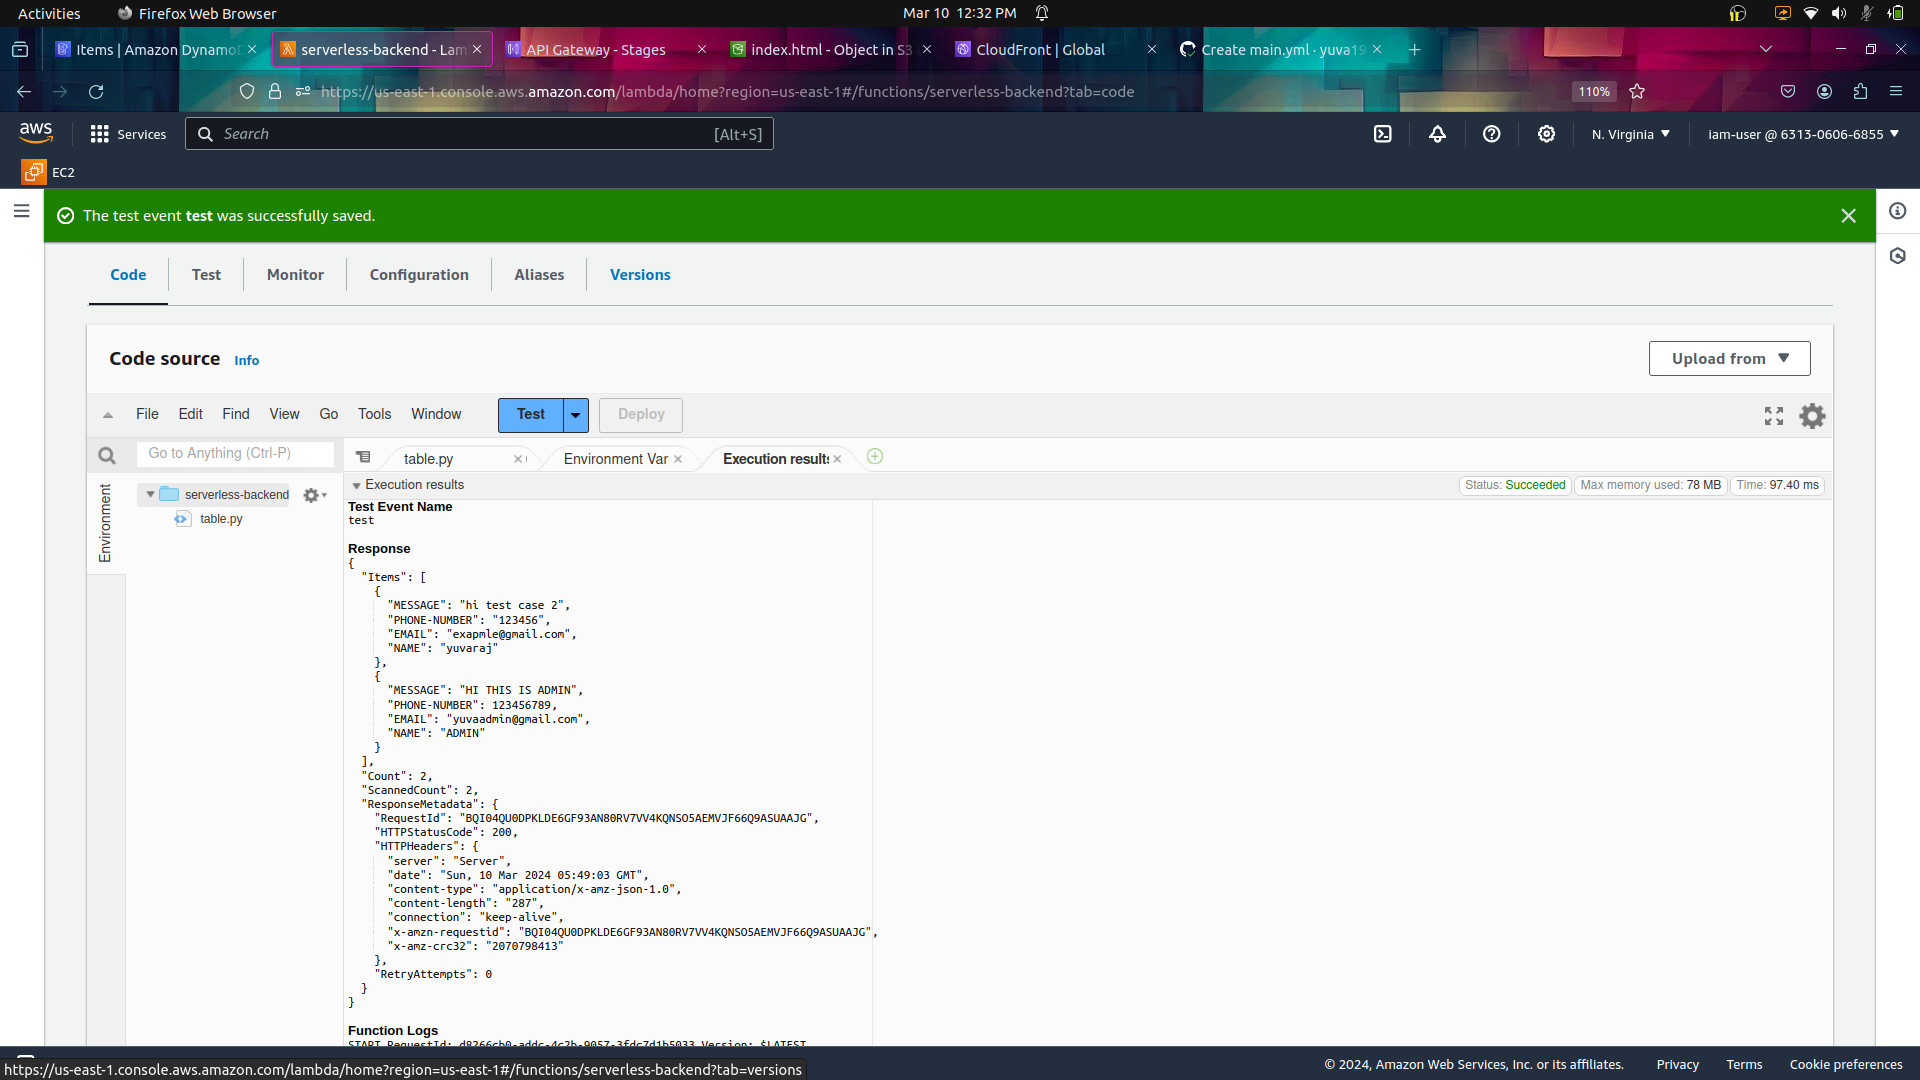 Activities Firefox Web Browser Mar 10 12:32 PM
Items | Amazon Dynamo serverless-backend - Lam API Gateway - Stages index.html - Object in S3 CloudFront | Global Create main.yml · yuva19
https://us-east-1.console.aws.amazon.com/lambda/home?region=us-east-1#/functions/serverless-backend?tab=code 110%
aws Services Search [Alt+S] N. Virginia iam-user @ 6313-0606-6855
EC2
The test event test was successfully saved.
Code Test Monitor Configuration Aliases Versions
Code source Info Upload from
File Edit Find View Go Tools Window Test Deploy
Go to Anything (Ctrl-P) table.py Environment Var Execution results
Execution results Status: Succeeded Max memory used: 78 MB Time: 97.40 ms
Environment
serverless-backend
table.py
Test Event Name
test
Response
{
"Items": [
{
"MESSAGE": "hi test case 2",
"PHONE-NUMBER": "123456",
"EMAIL": "exapmle@gmail.com",
"NAME": "yuvaraj"
},
{
"MESSAGE": "HI THIS IS ADMIN",
"PHONE-NUMBER": 123456789,
"EMAIL": "yuvaadmin@gmail.com",
"NAME": "ADMIN"
}
],
"Count": 2,
"ScannedCount": 2,
"ResponseMetadata": {
"RequestId": "BQI04QU0DPKLDE6GF93AN80RV7VV4KQNSO5AEMVJF66Q9ASUAAJG",
"HTTPStatusCode": 200,
"HTTPHeaders": {
"server": "Server",
"date": "Sun, 10 Mar 2024 05:49:03 GMT",
"content-type": "application/x-amz-json-1.0",
"content-length": "287",
"connection": "keep-alive",
"x-amzn-requestid": "BQI04QU0DPKLDE6GF93AN80RV7VV4KQNSO5AEMVJF66Q9ASUAAJG",
"x-amz-crc32": "2070798413"
},
"RetryAttempts": 0
}
}
Function Logs
START RequestId: d8266cb0-addc-4c2b-9057-3fdc7d1b5033 Version: $LATEST
https://us-east-1.console.aws.amazon.com/lambda/home?region=us-east-1#/functions/serverless-backend?tab=versions
© 2024, Amazon Web Services, Inc. or its affiliates. Privacy Terms Cookie preferences